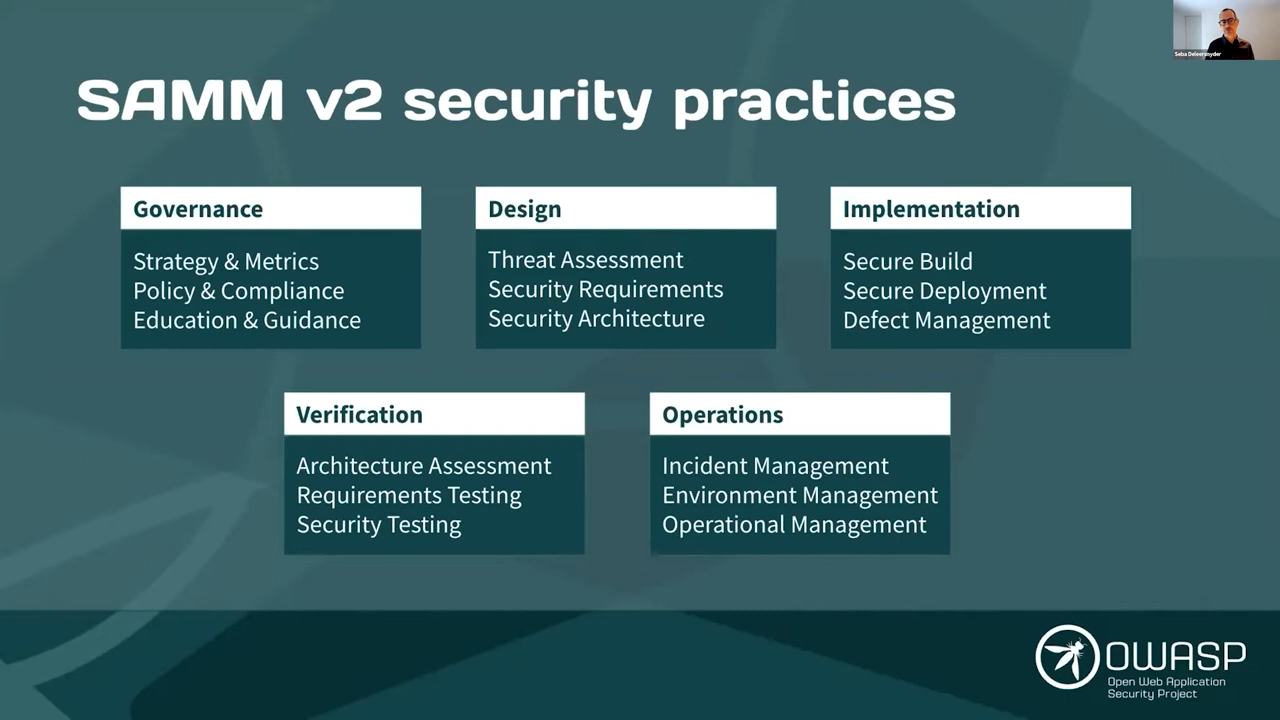 Seba Deleersnyder
SAMM v2 security practices
Governance
Strategy & Metrics
Policy & Compliance
Education & Guidance
Design
Threat Assessment
Security Requirements
Security Architecture
Implementation
Secure Build
Secure Deployment
Defect Management
Verification
Architecture Assessment
Requirements Testing
Security Testing
Operations
Incident Management
Environment Management
Operational Management
OWASP
Open Web Application
Security Project